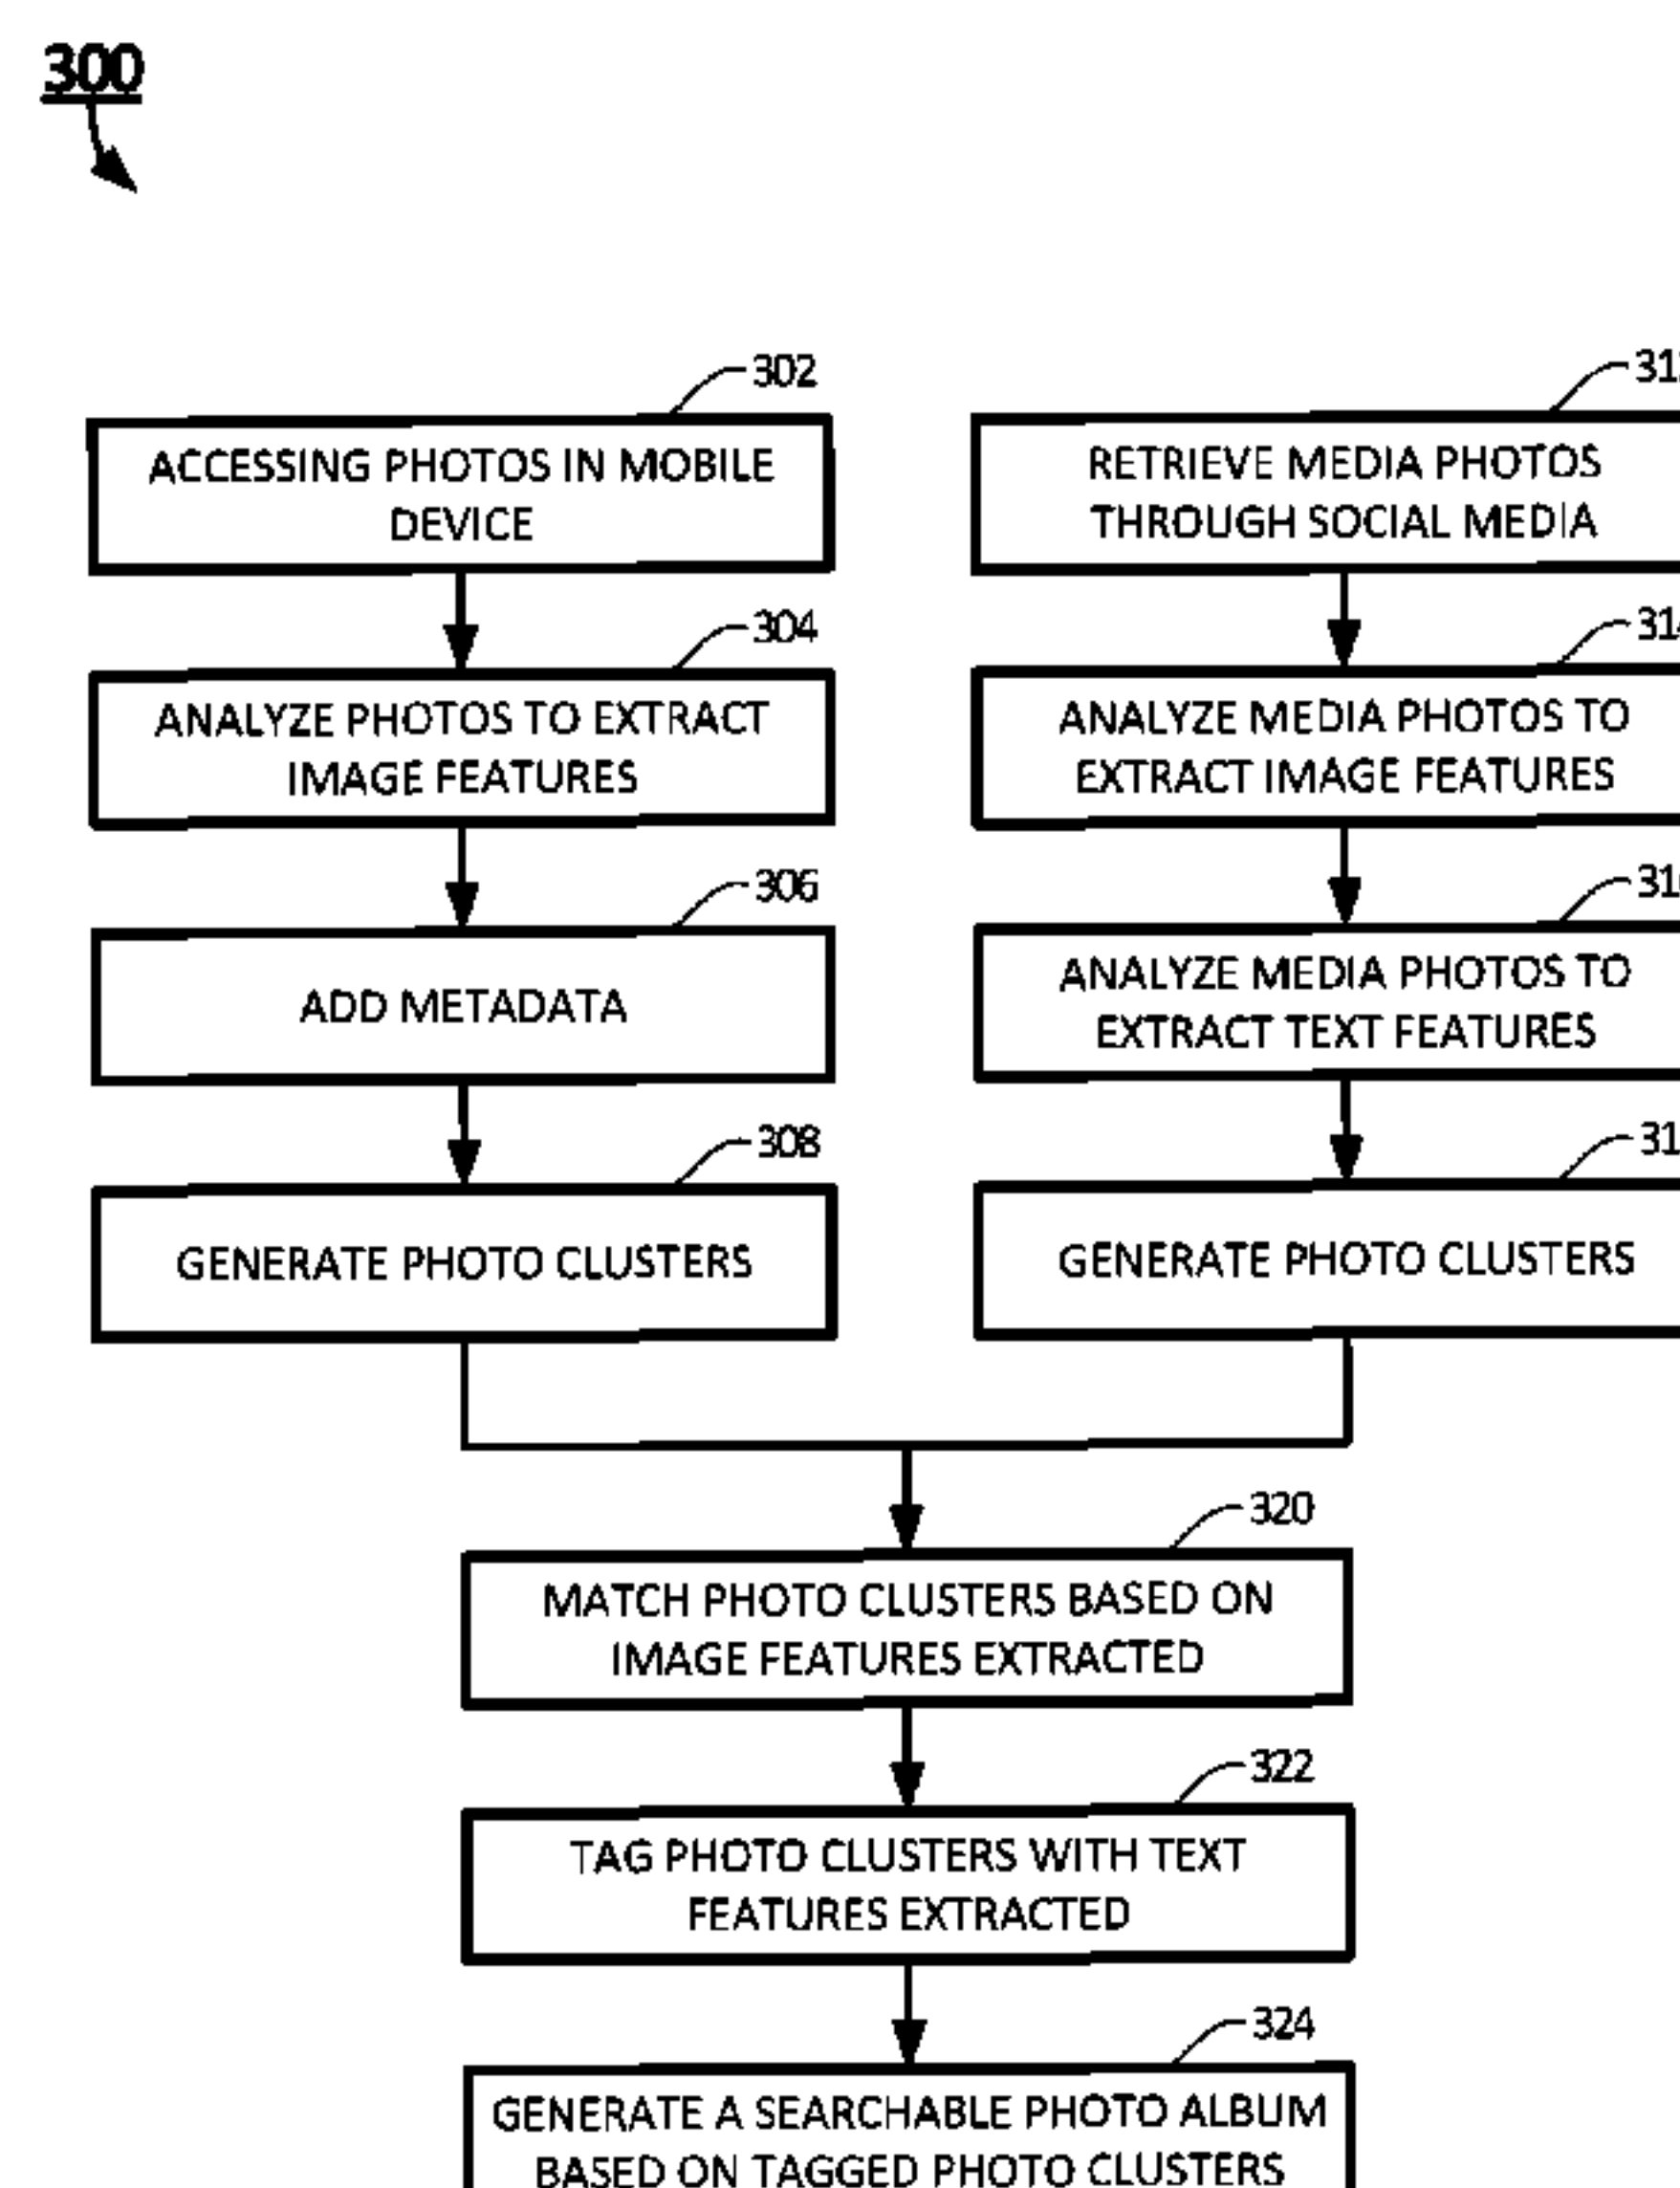 300
302
ACCESSING PHOTOS IN MOBILE
DEVICE
304
ANALYZE PHOTOS TO EXTRACT
IMAGE FEATURES
306
ADD METADATA
308
GENERATE PHOTO CLUSTERS
RETRIEVE MEDIA PHOTOS
THROUGH SOCIAL MEDIA
ANALYZE MEDIA PHOTOS TO
EXTRACT IMAGE FEATURES
ANALYZE MEDIA PHOTOS TO
EXTRACT TEXT FEATURES
GENERATE PHOTO CLUSTERS
320
MATCH PHOTO CLUSTERS BASED ON
IMAGE FEATURES EXTRACTED
322
TAG PHOTO CLUSTERS WITH TEXT
FEATURES EXTRACTED
324
GENERATE A SEARCHABLE PHOTO ALBUM
BASED ON TAGGED PHOTO CLUSTERS